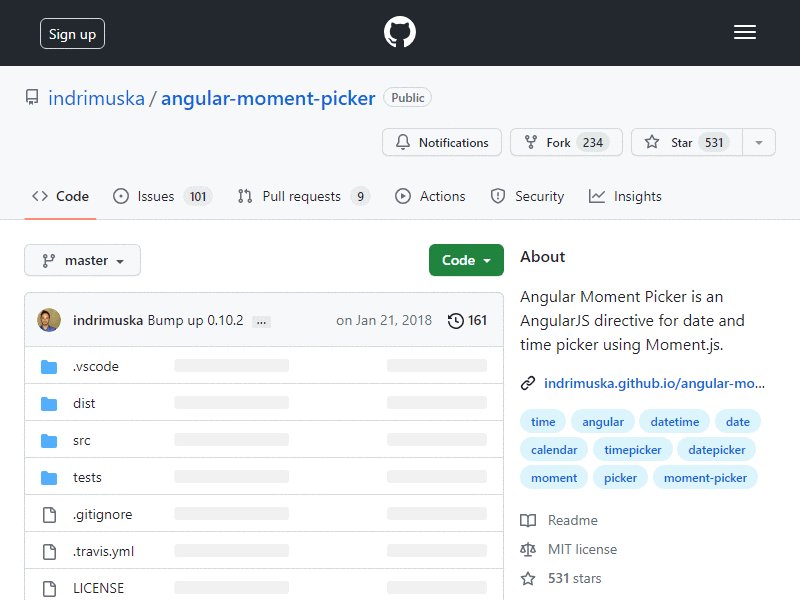 Sign up
indrimuska / angular-moment-picker Public
Notifications Fork 234 Star 531
Code Issues 101 Pull requests 9 Actions Security Insights
master Code
indrimuska Bump up 0.10.2 ... on Jan 21, 2018 161
.vscode
dist
src
tests
.gitignore
.travis.yml
LICENSE
About
Angular Moment Picker is an
AngularJS directive for date and
time picker using Moment.js.
indrimuska.github.io/angular-mo...
time angular datetime date
calendar timepicker datepicker
moment picker moment-picker
Readme
MIT license
531 stars